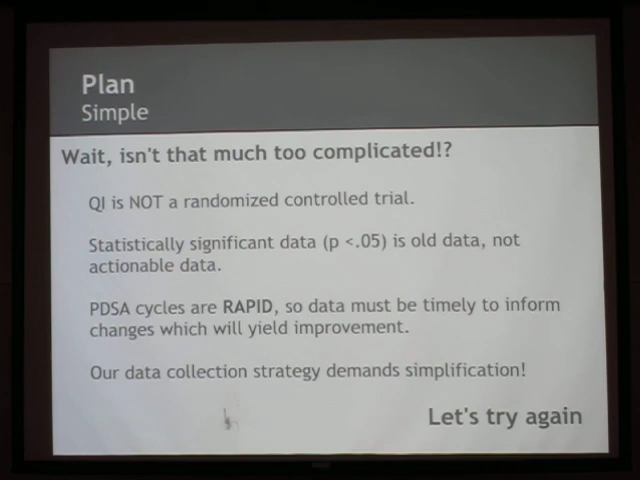 Plan
Simple
Wait, isn't that much too complicated!?
QI is NOT a randomized controlled trial.
Statistically significant data (p <.05) is old data, not
actionable data.
PDSA cycles are RAPID, so data must be timely to inform
changes which will yield improvement.
Our data collection strategy demands simplification!
Let's try again